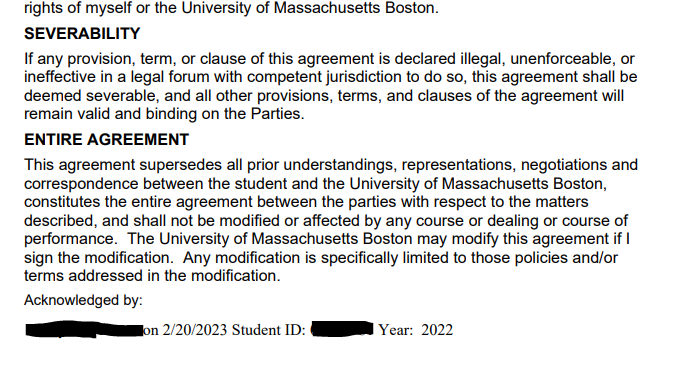 rights of myself or the University of Massachusetts Boston.
SEVERABILITY
If any provision, term, or clause of this agreement is declared illegal, unenforceable, or
ineffective in a legal forum with competent jurisdiction to do so, this agreement shall be
deemed severable, and all other provisions, terms, and clauses of the agreement will
remain valid and binding on the Parties.
ENTIRE AGREEMENT
This agreement supersedes all prior understandings, representations, negotiations and
correspondence between the student and the University of Massachusetts Boston,
constitutes the entire agreement between the parties with respect to the matters
described, and shall not be modified or affected by any course or dealing or course of
performance.  The University of Massachusetts Boston may modify this agreement if I
sign the modification.  Any modification is specifically limited to those policies and/or
terms addressed in the modification.
Acknowledged by:
on 2/20/2023 Student ID: Year:  2022